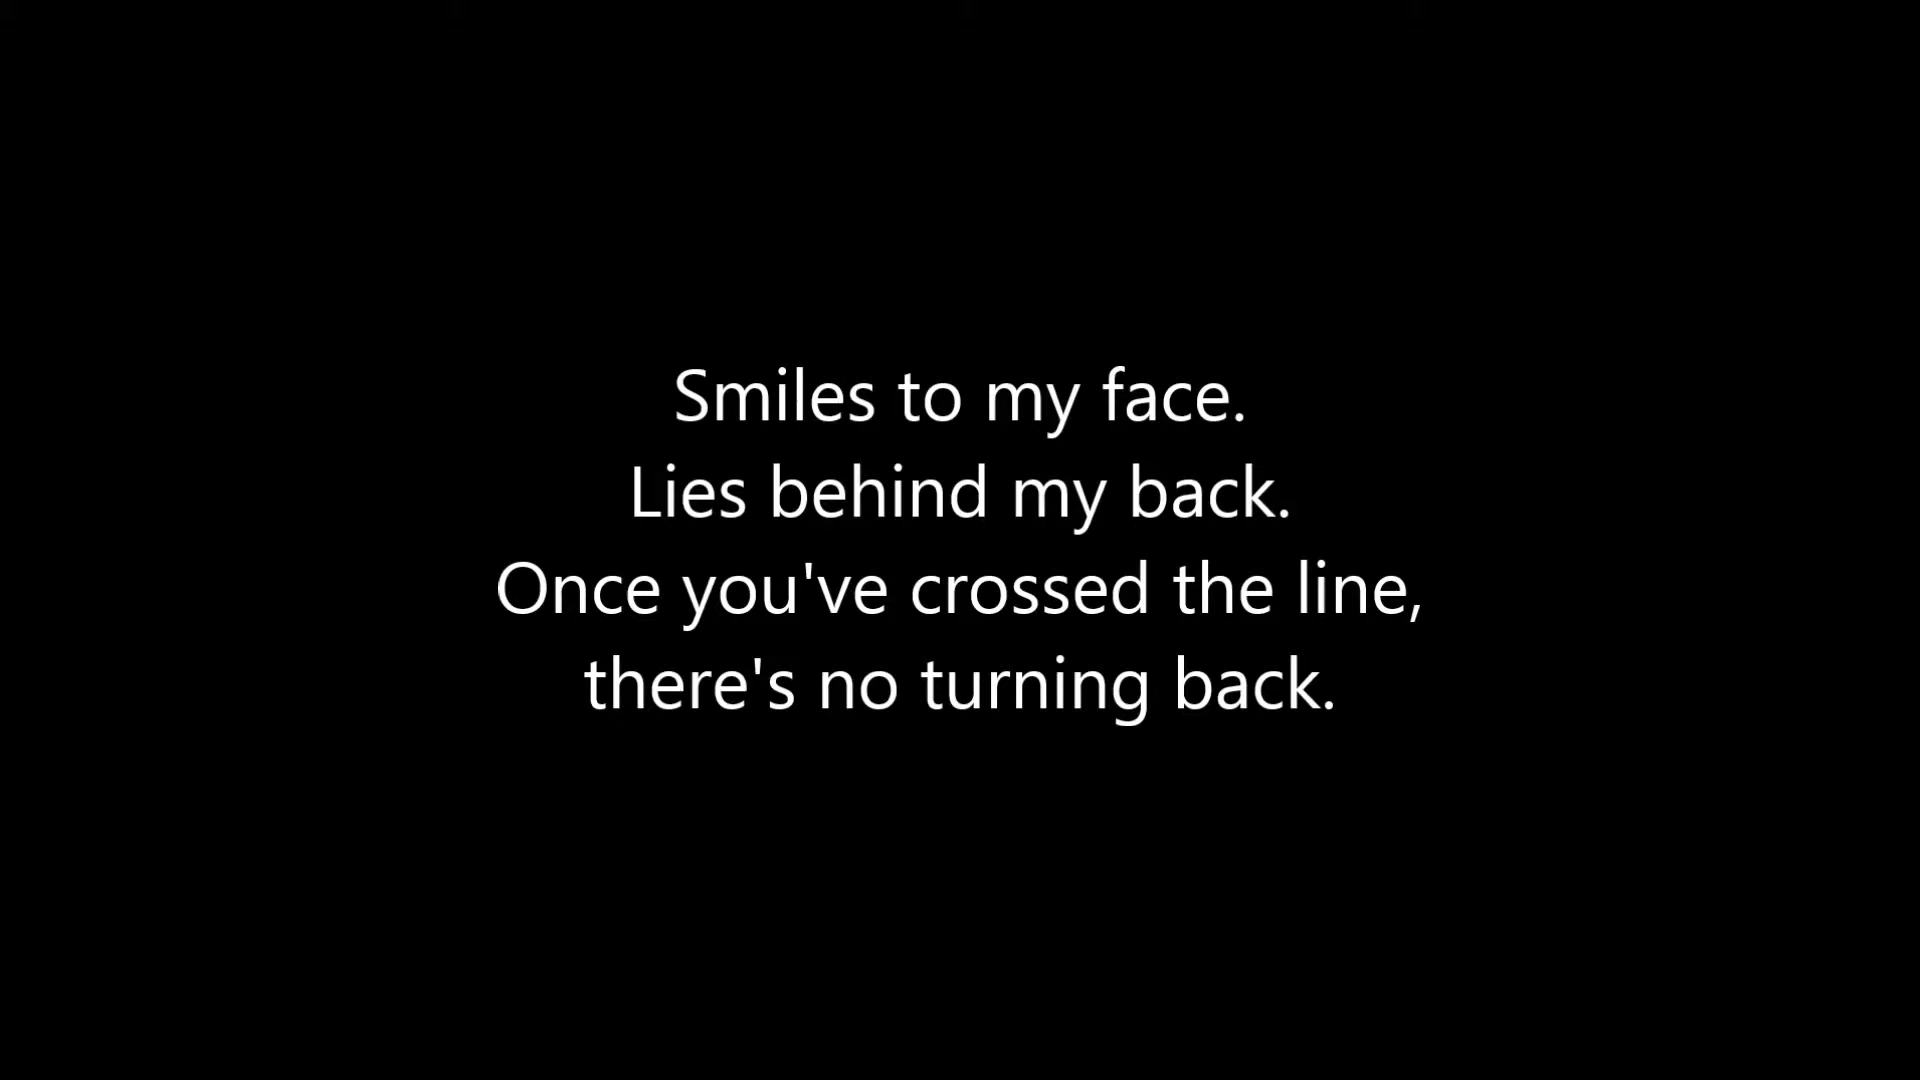 Smiles to my face.
Lies behind my back.
Once you've crossed the line,
there's no turning back.